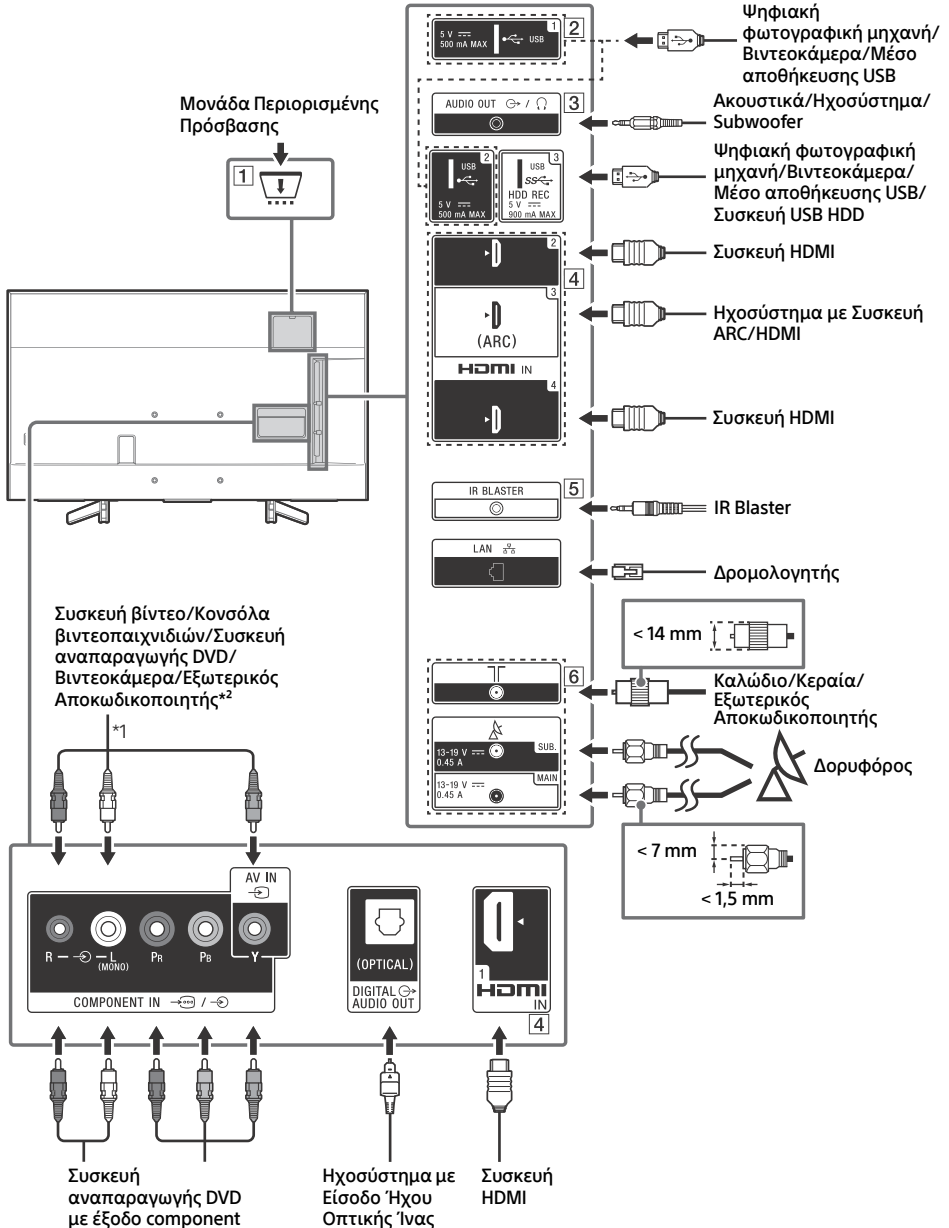 Ψηφιακή
φωτογραφική μηχανή/
Βιντεοκάμερα/Μέσο
αποθήκευσης USB
5 V
500 mA MAX
USB
1
2
Μονάδα Περιορισμένης
Πρόσβασης
1
AUDIO OUT /
3
Ακουστικά/Ηχοσύστημα/
Subwoofer
2
USB
5 V
500 mA MAX
3
USB
SS
HDD REC
5 V
900 mA MAX
Ψηφιακή φωτογραφική
μηχανή/Βιντεοκάμερα/
Μέσο αποθήκευσης USB/
Συσκευή USB HDD
2
Συσκευή HDMI
4
3
(ARC)
HDMI IN
Ηχοσύστημα με Συσκευή
ARC/HDMI
4
Συσκευή HDMI
IR BLASTER
5
IR Blaster
LAN
Δρομολογητής
< 14 mm
6
Καλώδιο/Κεραία/
Εξωτερικός
Αποκωδικοποιητής
13-19 V
0.45 A
SUB.
13-19 V
0.45 A
MAIN
Δορυφόρος
< 7 mm
< 1,5 mm
Συσκευή βίντεο/Κονσόλα
βιντεοπαιχνιδιών/Συσκευή
αναπαραγωγής DVD/
Βιντεοκάμερα/Εξωτερικός
Αποκωδικοποιητής*2
*1
AV IN
R — — L
(MONO)
PR
PB
Y
COMPONENT IN /
(OPTICAL)
DIGITAL
AUDIO OUT
1
HDMI
IN
4
Συσκευή
αναπαραγωγής DVD
με έξοδο component
Ηχοσύστημα με
Είσοδο Ήχου
Οπτικής Ίνας
Συσκευή
HDMI